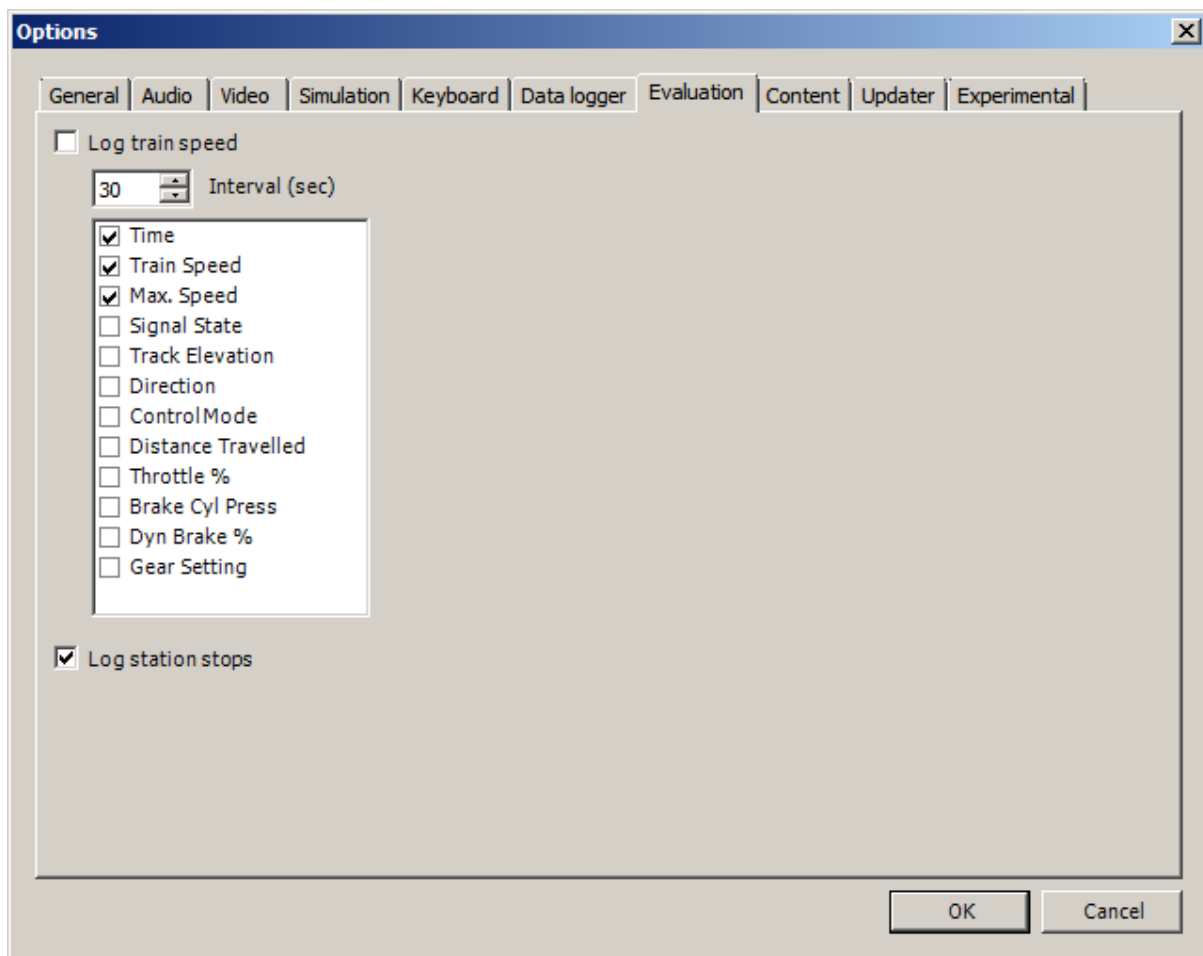 Options
General Audio Video Simulation Keyboard Data logger Evaluation Content Updater Experimental
Log train speed
30 Interval (sec)
Time
Train Speed
Max. Speed
Signal State
Track Elevation
Direction
ControlMode
Distance Travelled
Throttle %
Brake Cyl Press
Dyn Brake %
Gear Setting
Log station stops
OK Cancel